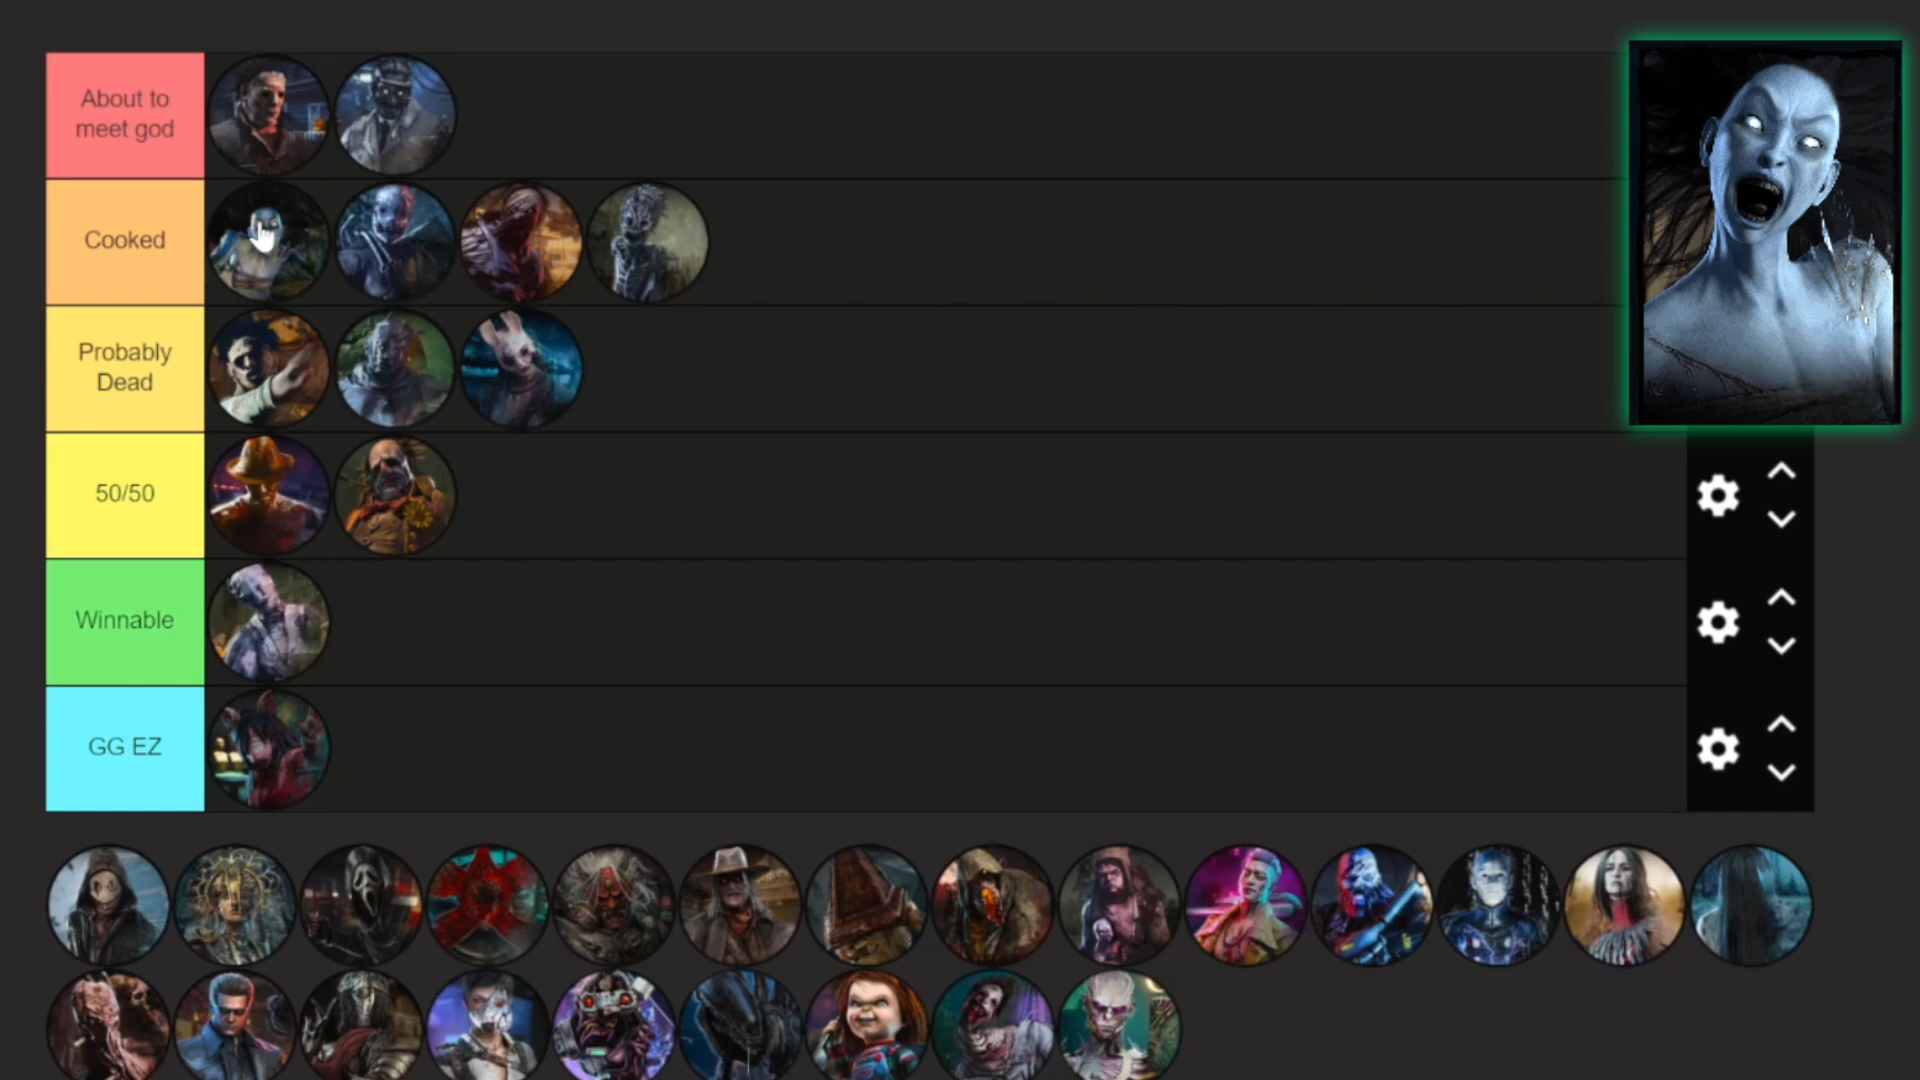 About to
meet god
Cooked
Probably
Dead
50/50
Winnable
GG EZ